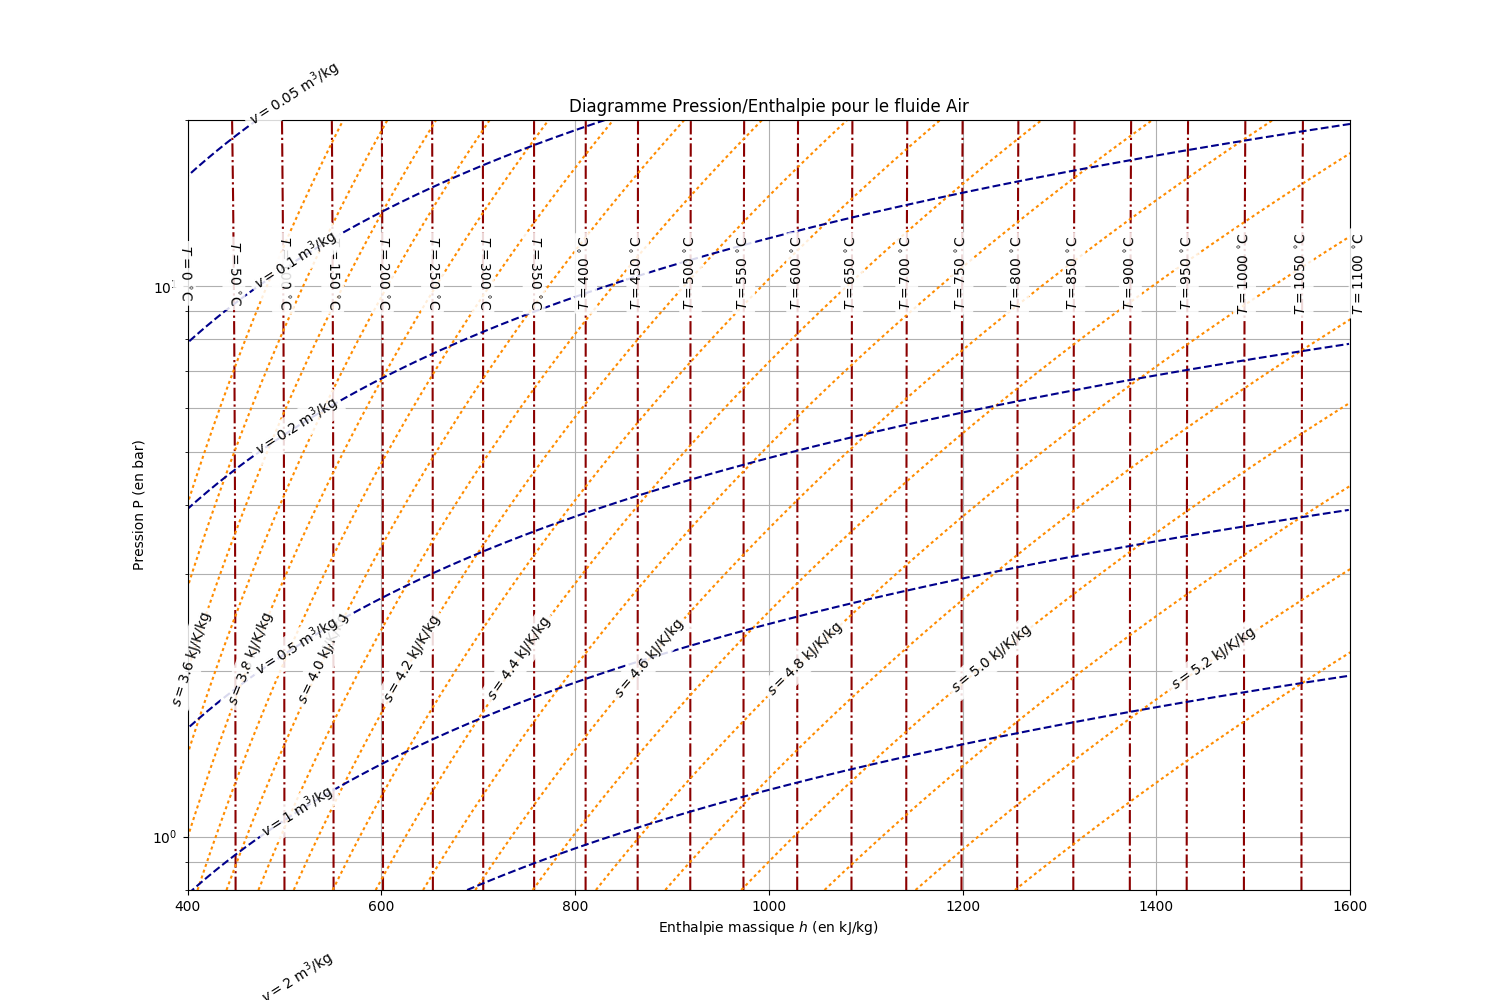 v = 0.05 m³/kg
Diagramme Pression/Enthalpie pour le fluide Air
v = 0.1 m³/kg
T = 0 °C
T = 50 °C
T = 150 °C
T = 200 °C
T = 250 °C
T = 300 °C
T = 350 °C
T = 400 °C
T = 450 °C
T = 500 °C
T = 550 °C
T = 600 °C
T = 650 °C
T = 700 °C
T = 750 °C
T = 800 °C
T = 850 °C
T = 900 °C
T = 950 °C
T = 1000 °C
T = 1050 °C
T = 1100 °C
10¹
v = 0.2 m³/kg
Pression P (en bar)
s = 3.6 kJ/K/kg
s = 3.8 kJ/K/kg
s = 4.0 kJ/
v = 0.5 m³/kg
s = 4.2 kJ/K/kg
s = 4.4 kJ/K/kg
s = 4.6 kJ/K/kg
s = 4.8 kJ/K/kg
s = 5.0 kJ/K/kg
s = 5.2 kJ/K/kg
v = 1 m³/kg
10⁰
400 600 800 1000 1200 1400 1600
Enthalpie massique h (en kJ/kg)
v = 2 m³/kg